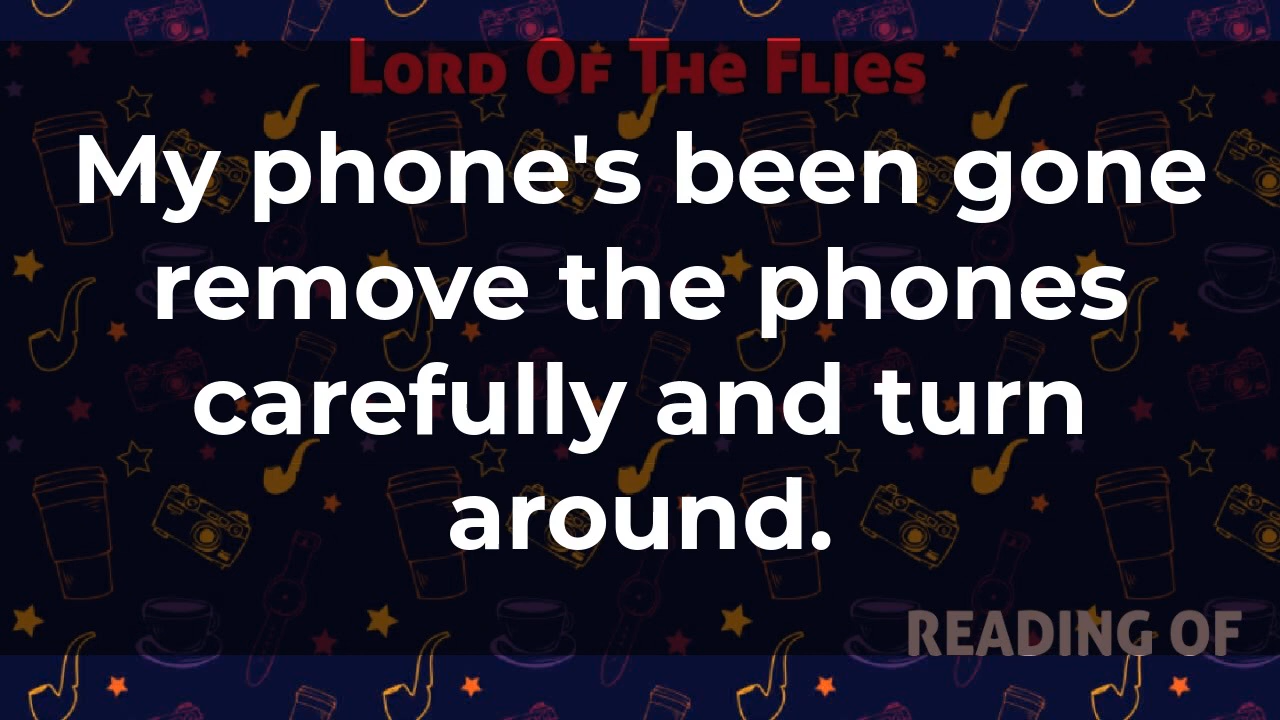 Lord Of The Flies
My phone's been gone
remove the phones
carefully and turn
around.
READING OF